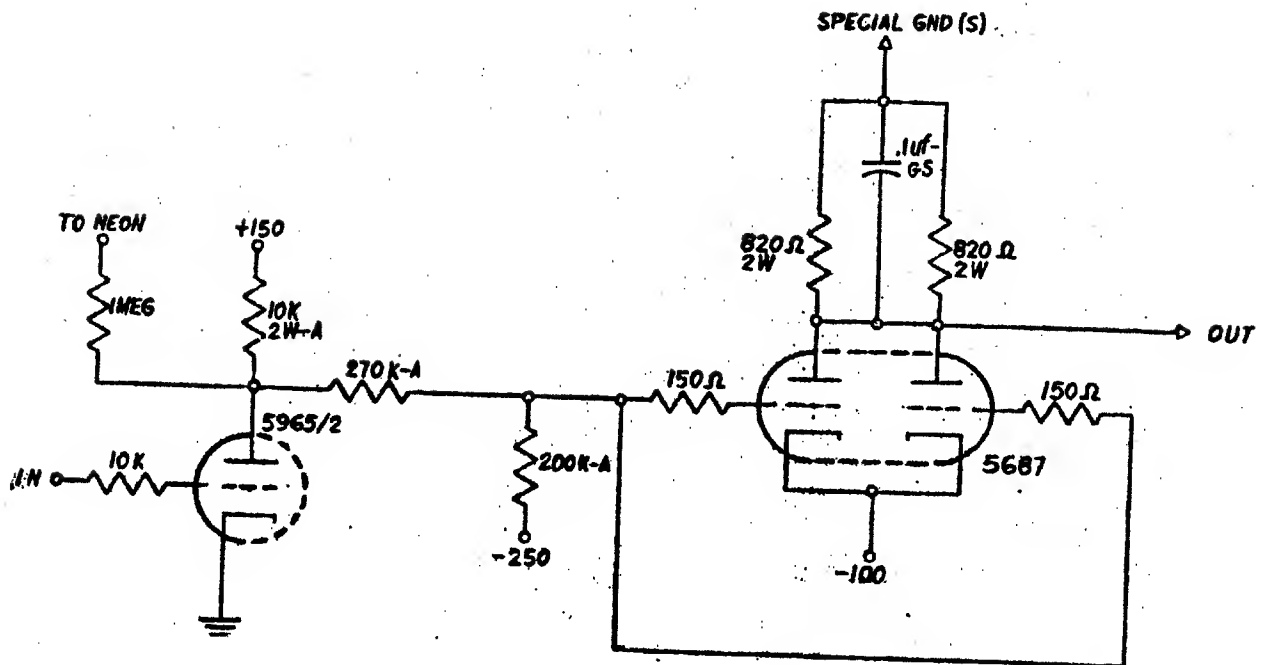 SPECIAL GND (S)
.1uf-
GS
TO NEON
+150
820Ω
2W
820Ω
2W
1MEG
10K
2W-A
OUT
270K-A
150Ω
150Ω
5965/2
IN
10K
200K-A
5687
-250
-100